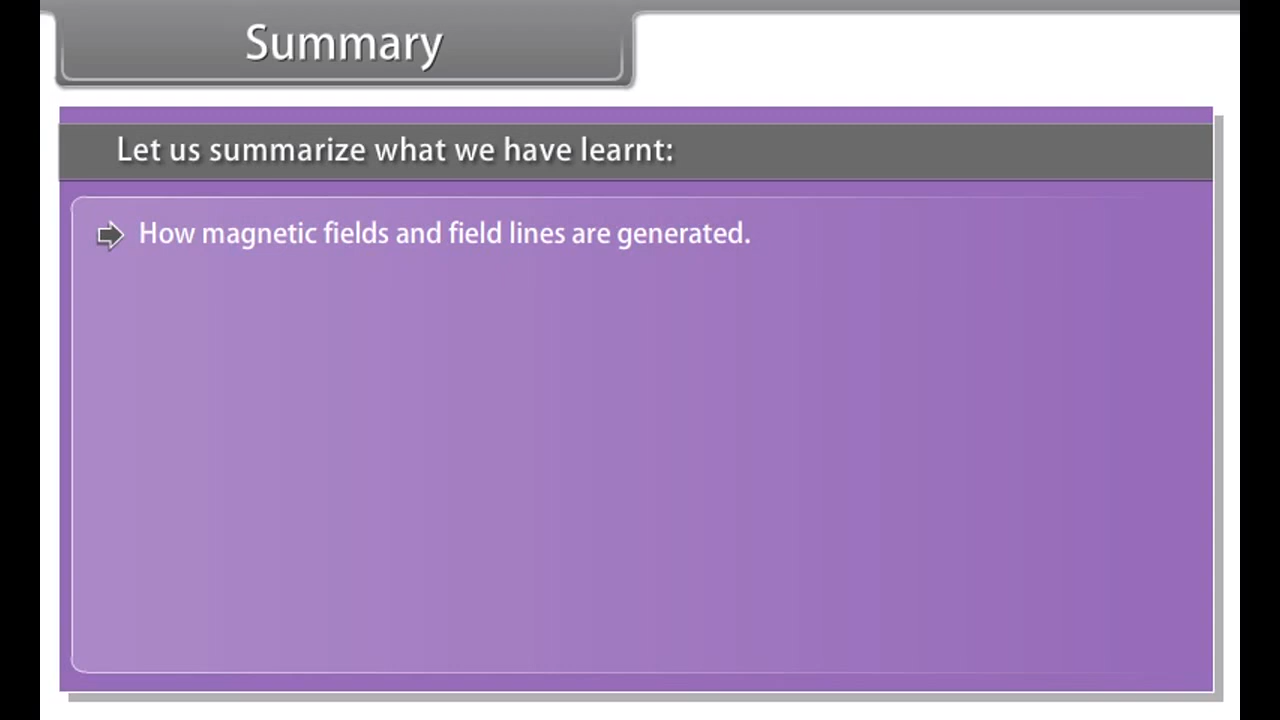 Summary
Let us summarize what we have learnt:
How magnetic fields and field lines are generated.